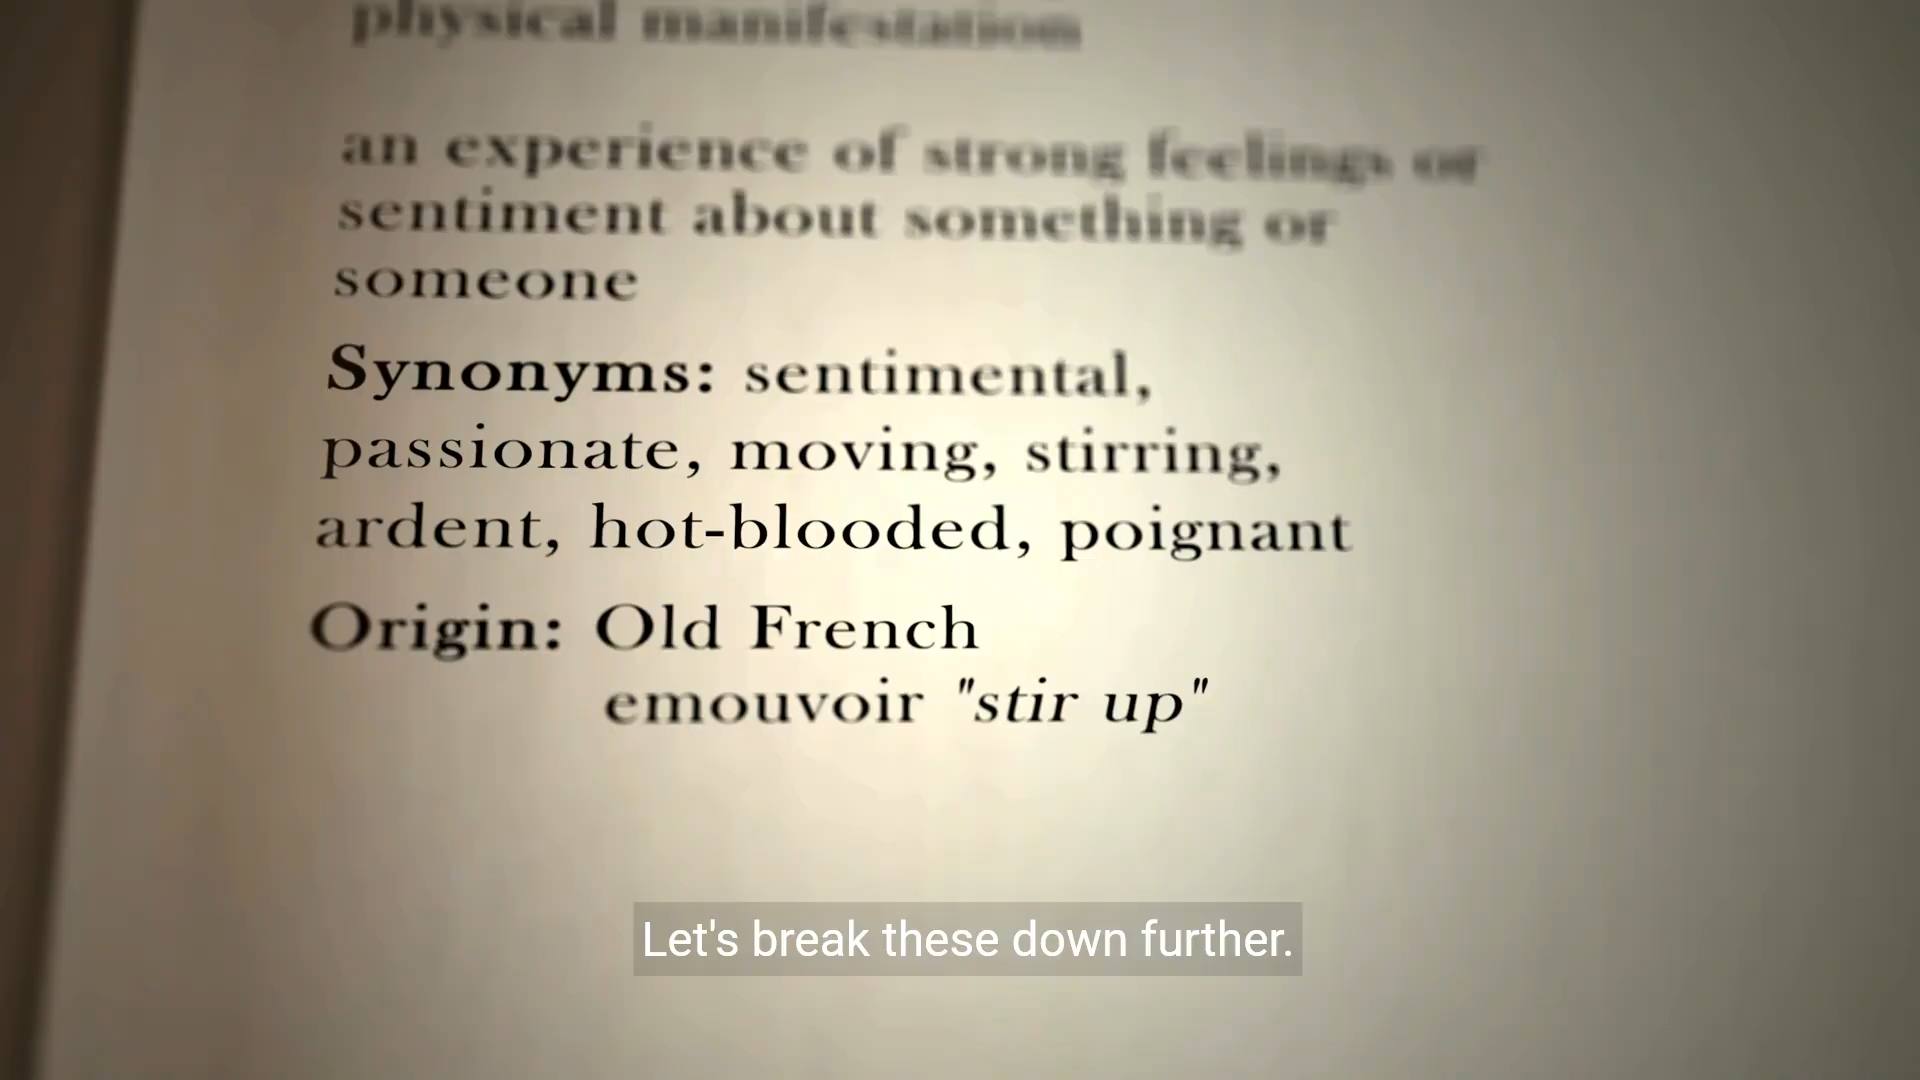 physical manifestation
an experience of strong feelings or
sentiment about something or
someone
Synonyms: sentimental,
passionate, moving, stirring,
ardent, hot-blooded, poignant
Origin: Old French
emouvoir "stir up"
Let's break these down further.